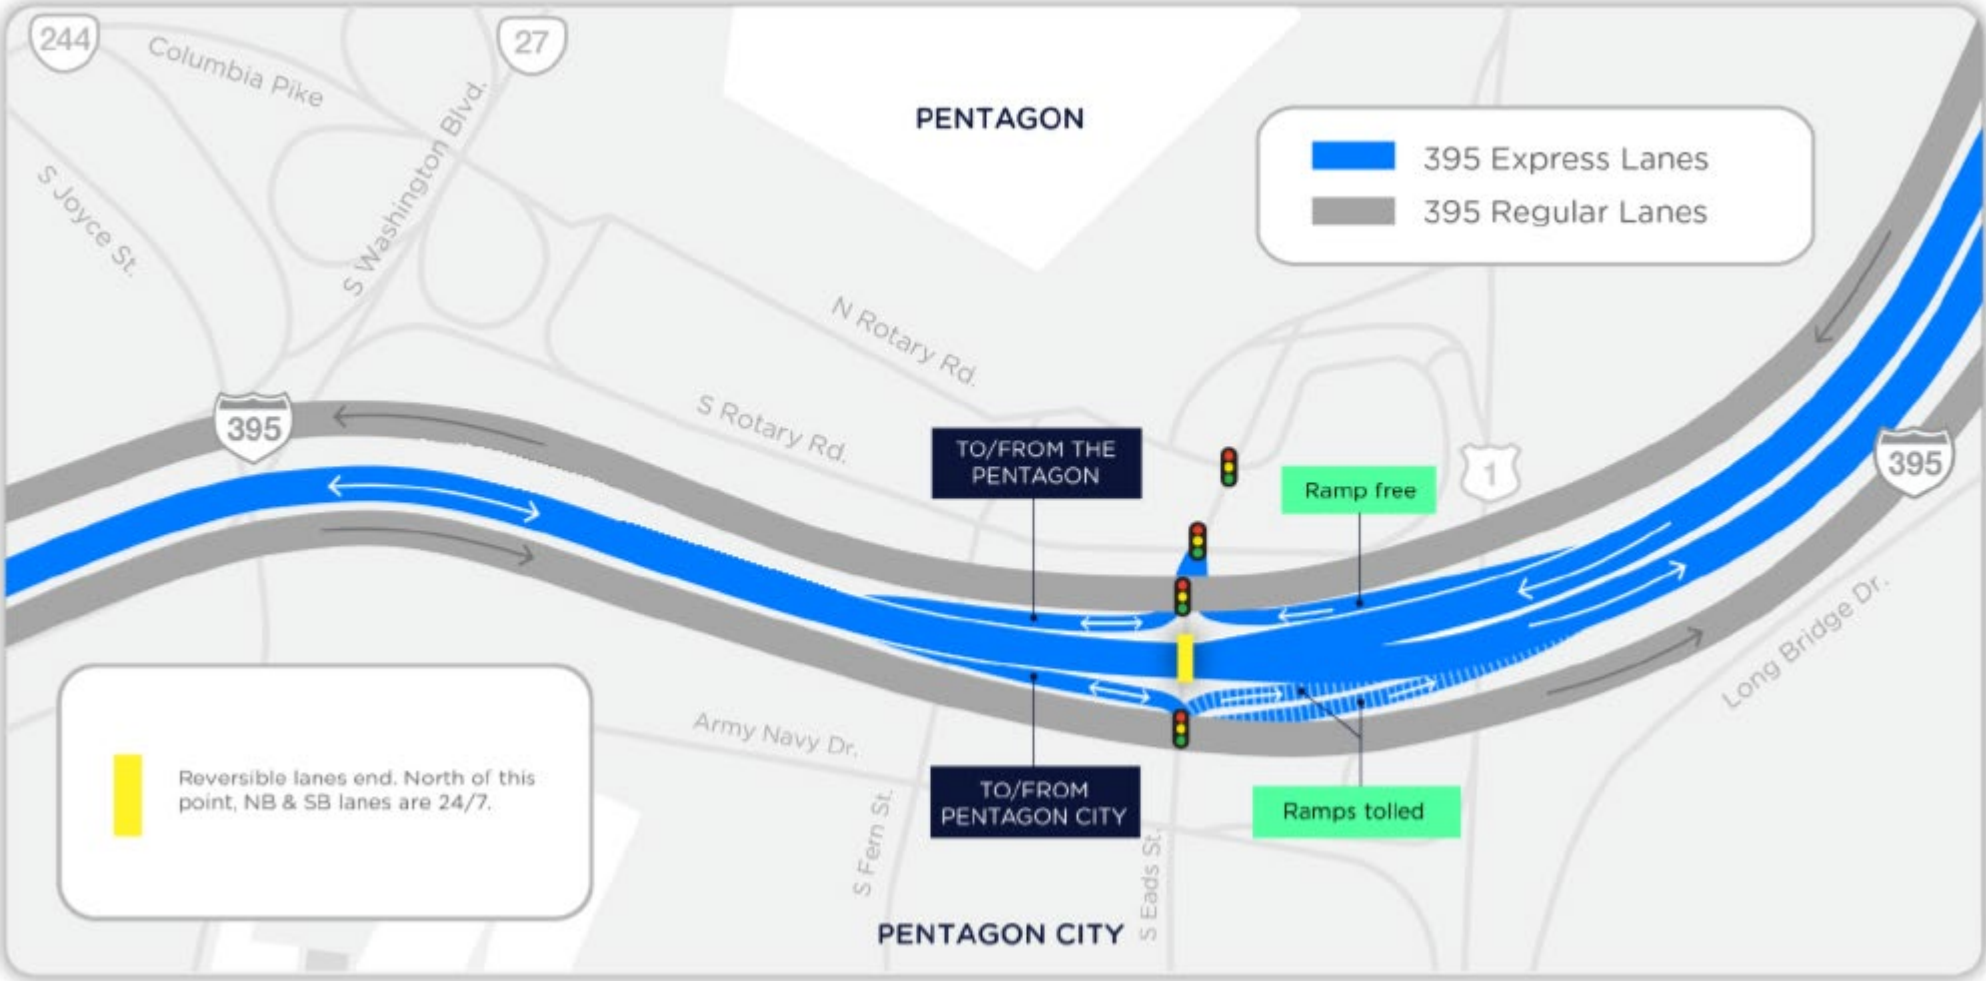 244
Columbia Pike
27
S Washington Blvd.
S Joyce St.
PENTAGON
395 Express Lanes
395 Regular Lanes
N Rotary Rd.
S Rotary Rd.
395
TO/FROM THE
PENTAGON
Ramp free
1
395
Long Bridge Dr.
Reversible lanes end. North of this
point, NB & SB lanes are 24/7.
Army Navy Dr.
TO/FROM
PENTAGON CITY
Ramps tolled
S Fern St.
S Eads St.
PENTAGON CITY